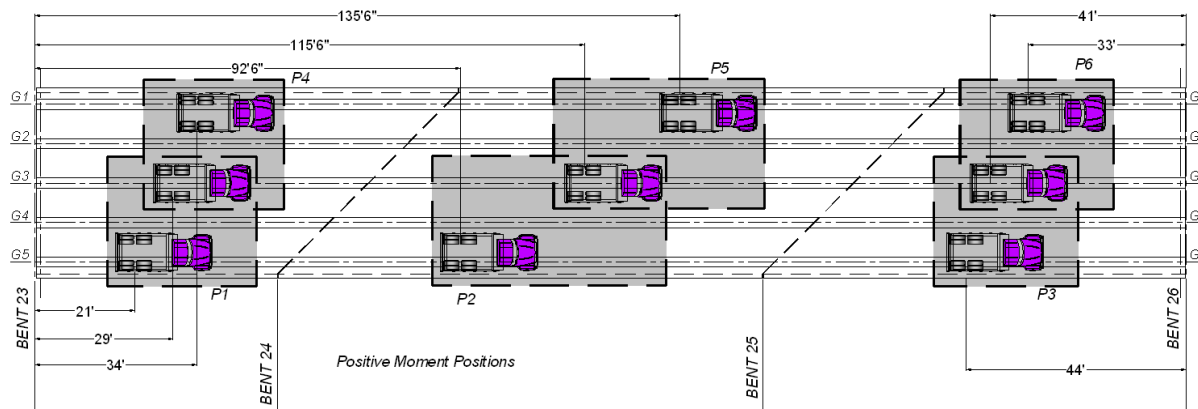 135'6"
41'
115'6"
33'
92'6"
P4
P5
P6
G1
G
G2
G
G3
G
G4
G
G5
G
P1
P2
P3
BENT 23
BENT 24
BENT 25
BENT 26
21'
29'
34'
Positive Moment Positions
44'